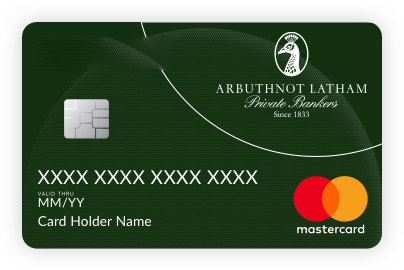 ARBUTHNOT LATHAM
Private Bankers
Since 1833
XXXX XXXX XXXX XXXX
VALID THRU
MM/YY
Card Holder Name
mastercard